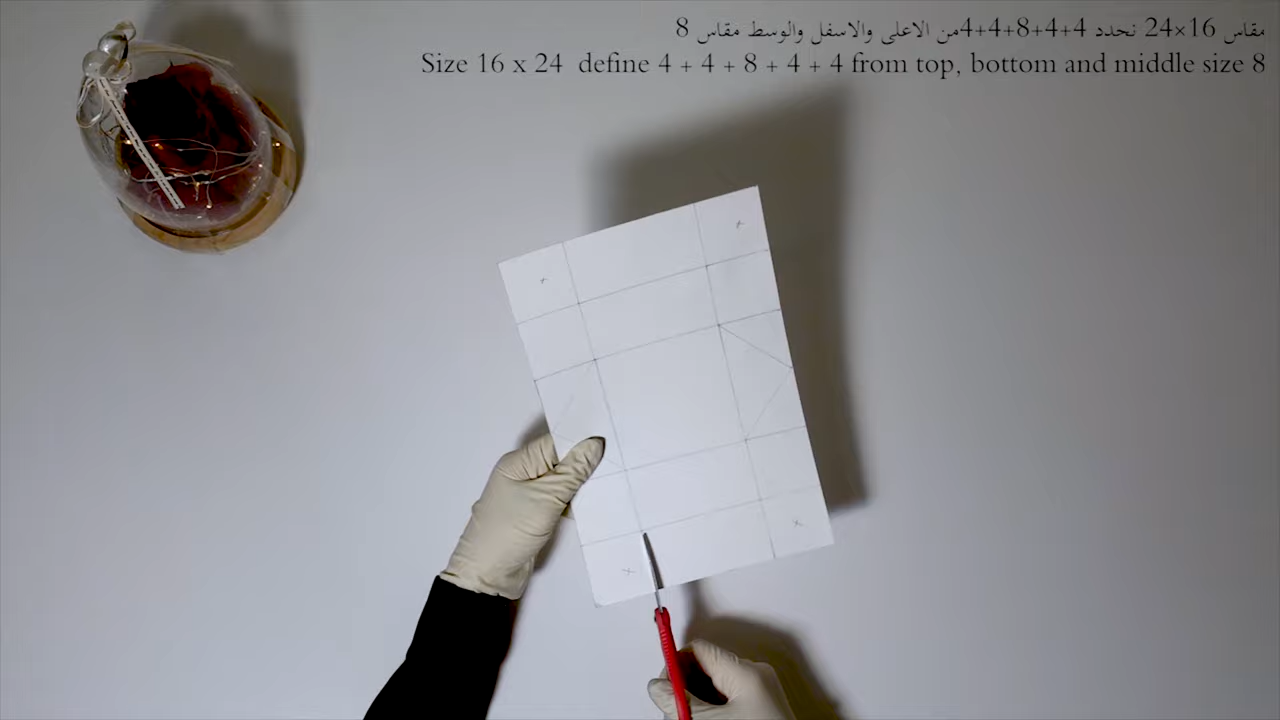 مقاس 16×24 نحدد 4+4+8+4+4من الاعلى والاسفل والوسط مقاس 8
Size 16 x 24 define 4 + 4 + 8 + 4 + 4 from top, bottom and middle size 8
x
x
x
x